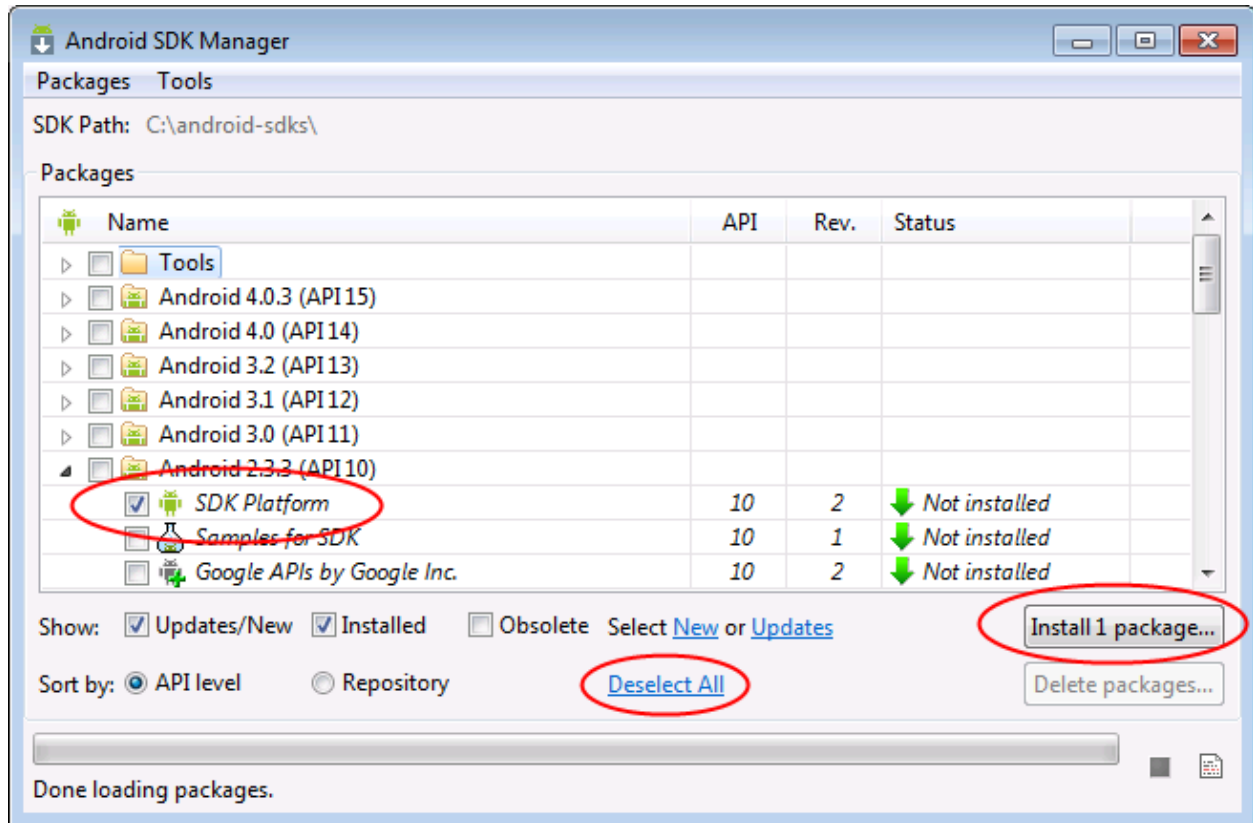 Android SDK Manager
Packages Tools
SDK Path: C:\android-sdks\
Packages
Name API Rev. Status
Tools
Android 4.0.3 (API 15)
Android 4.0 (API 14)
Android 3.2 (API 13)
Android 3.1 (API 12)
Android 3.0 (API 11)
Android 2.3.3 (API 10)
SDK Platform 10 2 Not installed
Samples for SDK 10 1 Not installed
Google APIs by Google Inc. 10 2 Not installed
Show: Updates/New Installed Obsolete Select New or Updates Install 1 package...
Sort by: API level Repository Deselect All Delete packages...
Done loading packages.